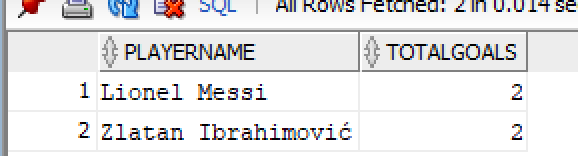 SQL | All Rows Fetched: 2 in 0.014 se
PLAYERNAME TOTALGOALS
1 Lionel Messi 2
2 Zlatan Ibrahimović 2